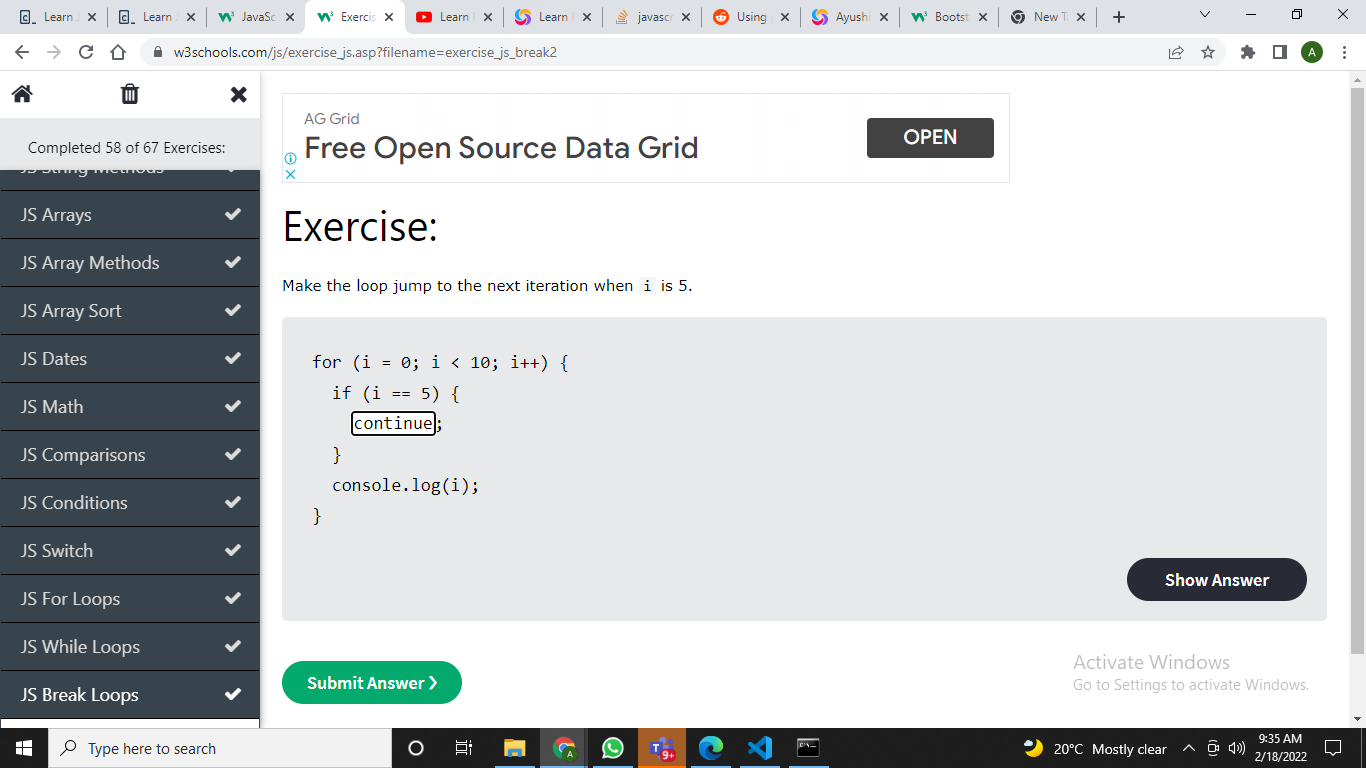 Learn
Learn
JavaSc
Exercis
Learn
Learn
javascr
Using
Ayushi
Bootst
New T
w3schools.com/js/exercise_js.asp?filename=exercise_js_break2
A
Completed 58 of 67 Exercises:
JS String Methods
JS Arrays
JS Array Methods
JS Array Sort
JS Dates
JS Math
JS Comparisons
JS Conditions
JS Switch
JS For Loops
JS While Loops
JS Break Loops
AG Grid
Free Open Source Data Grid
OPEN
Exercise:
Make the loop jump to the next iteration when i is 5.
for (i = 0; i < 10; i++) {
if (i == 5) {
continue;
}
console.log(i);
}
Show Answer
Submit Answer ❯
Activate Windows
Go to Settings to activate Windows.
Type here to search
9+
20°C Mostly clear
9:35 AM
2/18/2022